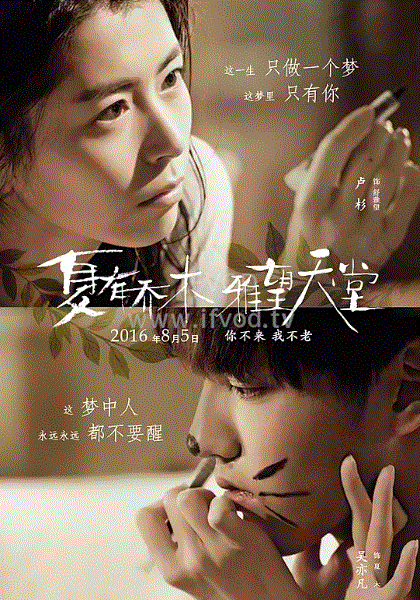 这一生 只做一个梦
这梦里 只有你
卢杉 饰 舒雅望
夏有乔木 雅望天堂
www.ifvod.tv
2016年8月5日 你不来 我不老
这 梦中人
永远永远 都不要醒
吴亦凡 饰 夏木